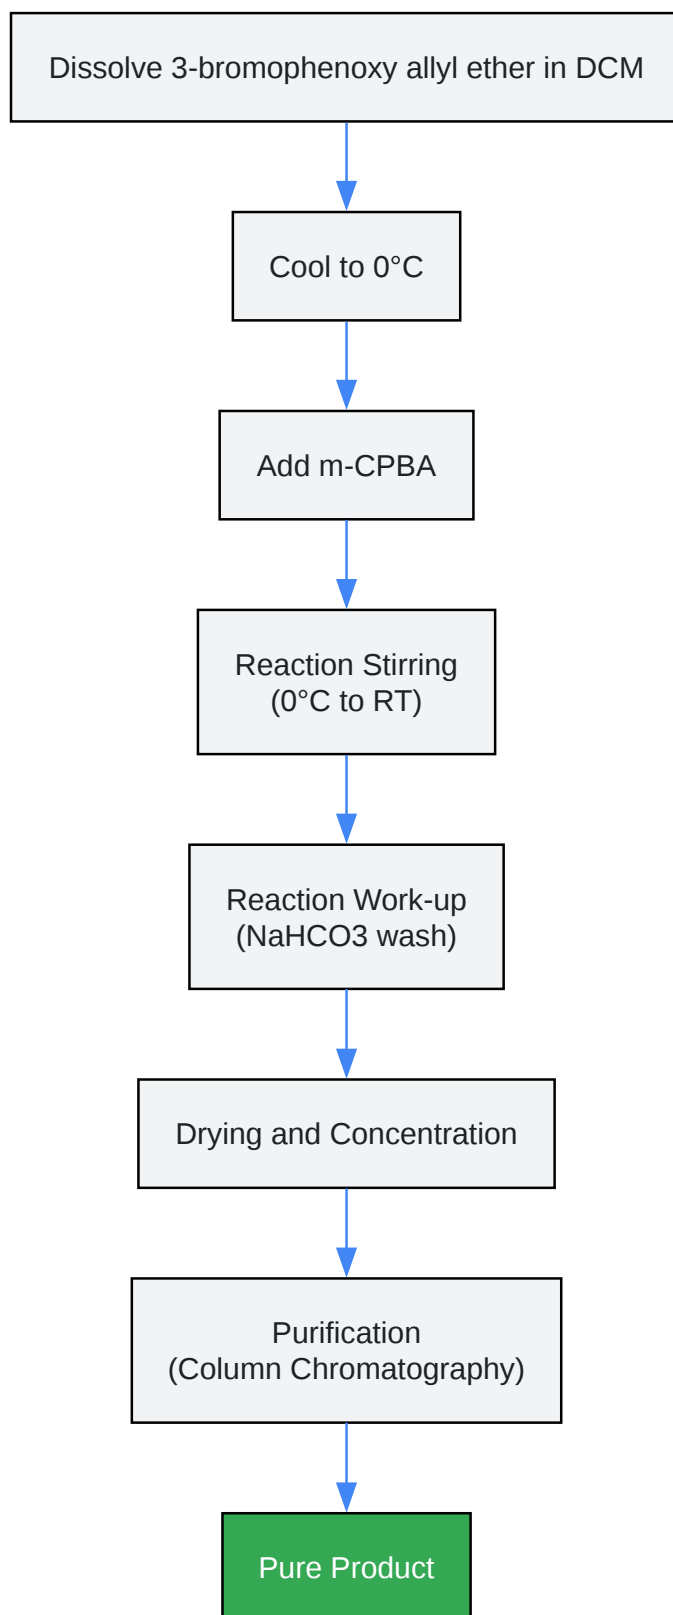 Dissolve 3-bromophenoxy allyl ether in DCM
Cool to 0°C
Add m-CPBA
Reaction Stirring
(0°C to RT)
Reaction Work-up
(NaHCO3 wash)
Drying and Concentration
Purification
(Column Chromatography)
Pure Product